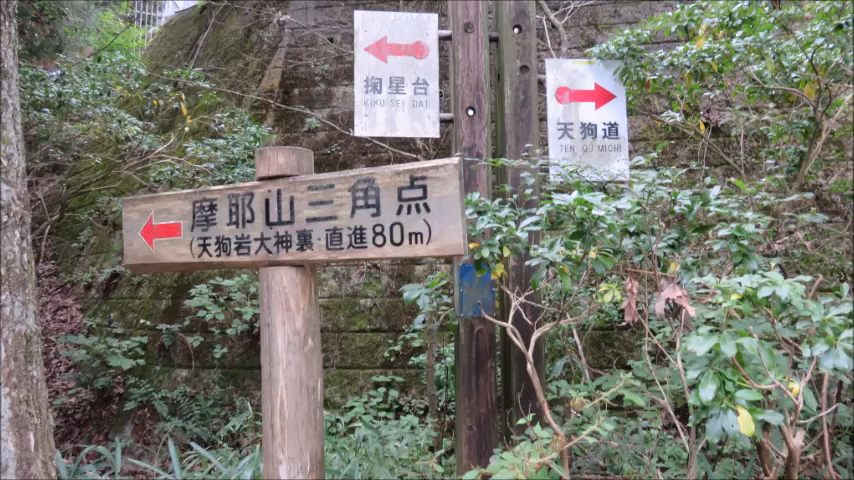 掬星台
KIKU SEI DAI
天狗道
TEN GU MICHI
摩耶山三角点
(天狗岩大神裏・直進80m)